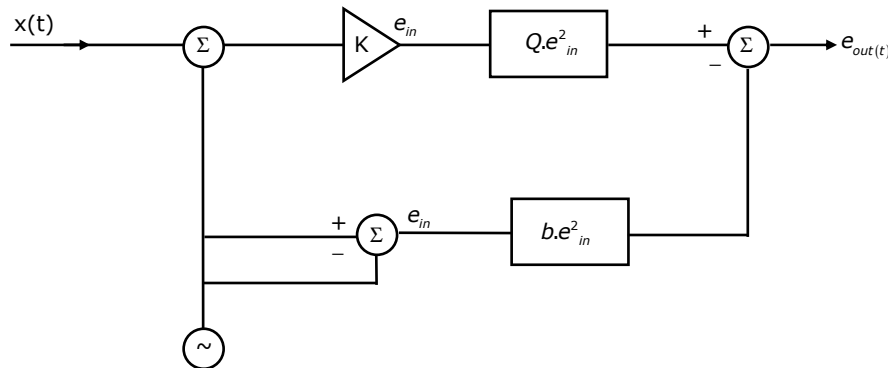 x(t)
Σ
K
e_in
Q.e²_in
+
−
Σ
e_out(t)
+
−
Σ
e_in
b.e²_in
~